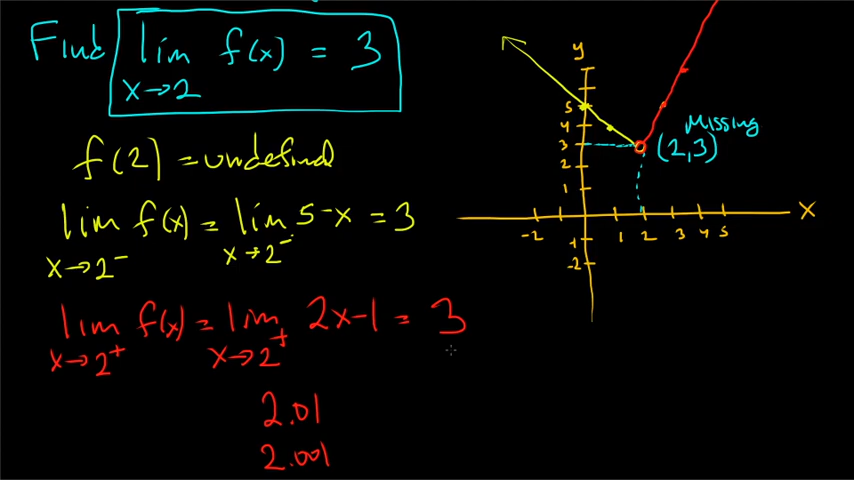 Find lim f(x) = 3
x→2
f(2) = undefined
lim f(x) = lim 5-x = 3
x→2⁻ x→2⁻
lim f(x) = lim 2x-1 = 3
x→2⁺ x→2⁺
2.01
2.001
y
5
4
3
2
1
-1
-2
Missing
(2,3)
-2 1 2 3 4 5
x